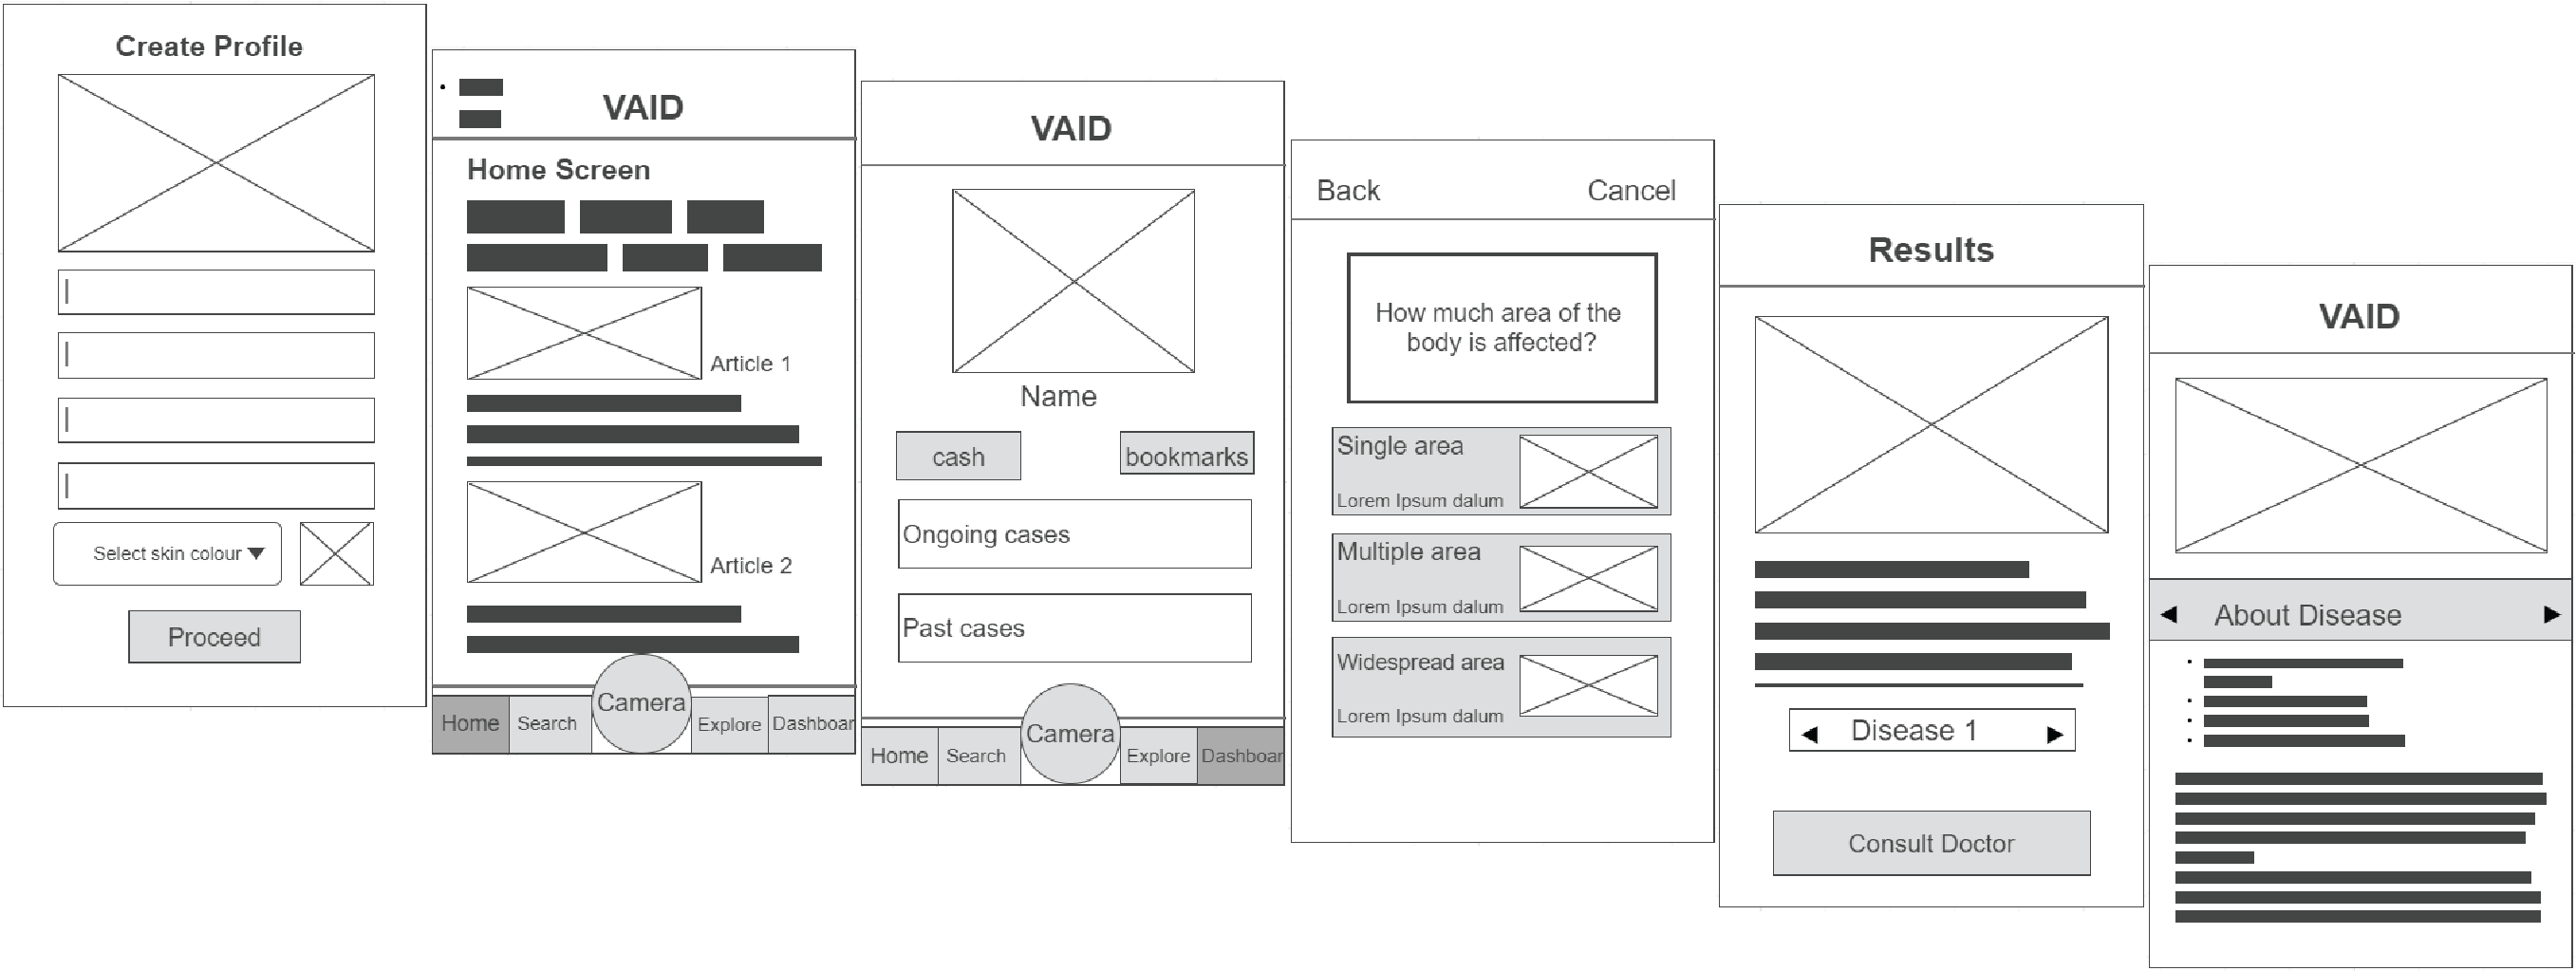 Create Profile
Select skin colour
Proceed
VAID
Home Screen
Article 1
Article 2
Home
Search
Camera
Explore
Dashboar
VAID
Name
cash
bookmarks
Ongoing cases
Past cases
Home
Search
Camera
Explore
Dashboar
Back
Cancel
How much area of the
body is affected?
Single area
Lorem Ipsum dalum
Multiple area
Lorem Ipsum dalum
Widespread area
Lorem Ipsum dalum
Results
Disease 1
Consult Doctor
VAID
About Disease